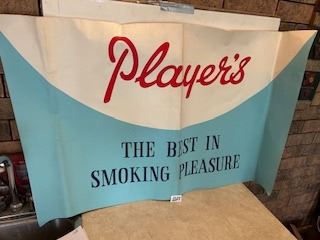 Player's
THE BEST IN
SMOKING PLEASURE